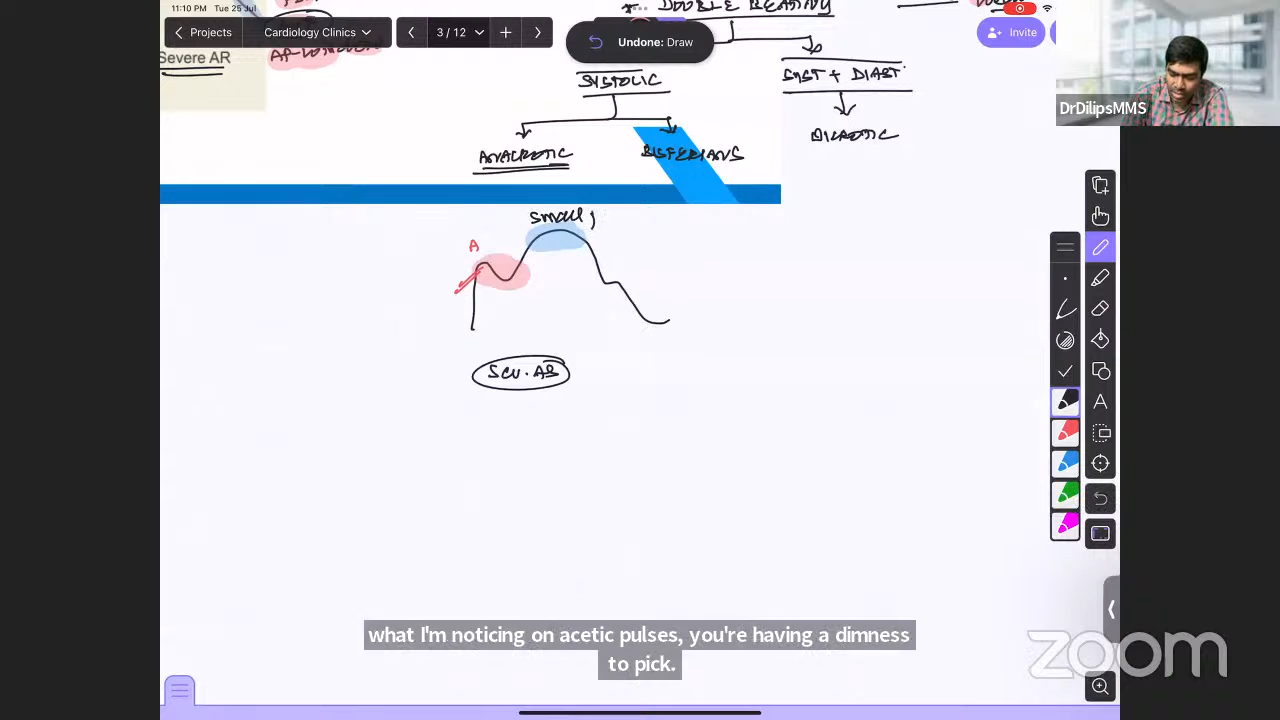 11:10 PM Tue 25 Jul
DOUBLE BEATING
Projects
Cardiology Clinics
3 / 12
Undone: Draw
Invite
Severe AR
SYSTOLIC
SYST + DIAST
DrDilipsMMS
DICROTIC
ANACROTIC
BISFERIANS
small,
A
Sev. AS
what I'm noticing on acetic pulses, you're having a dimness
to pick.
zoom